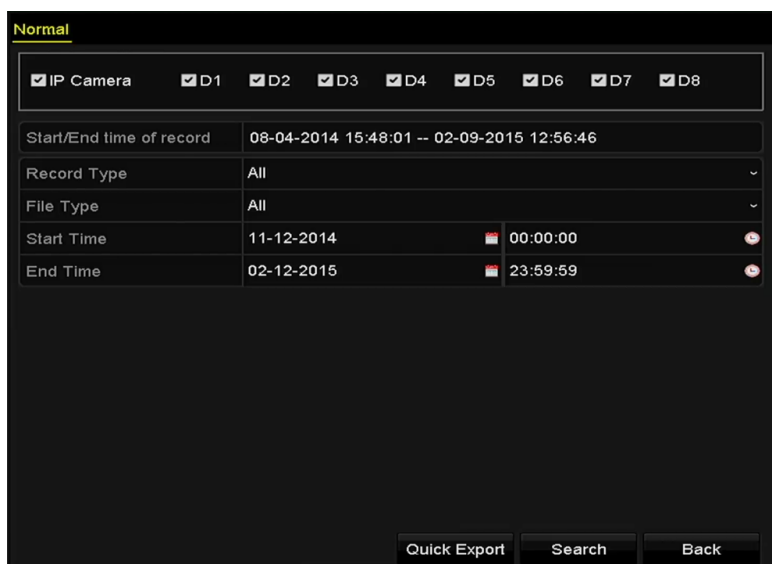 Normal
IP Camera D1 D2 D3 D4 D5 D6 D7 D8
Start/End time of record 08-04-2014 15:48:01 -- 02-09-2015 12:56:46
Record Type All
File Type All
Start Time 11-12-2014 00:00:00
End Time 02-12-2015 23:59:59
Quick Export Search Back